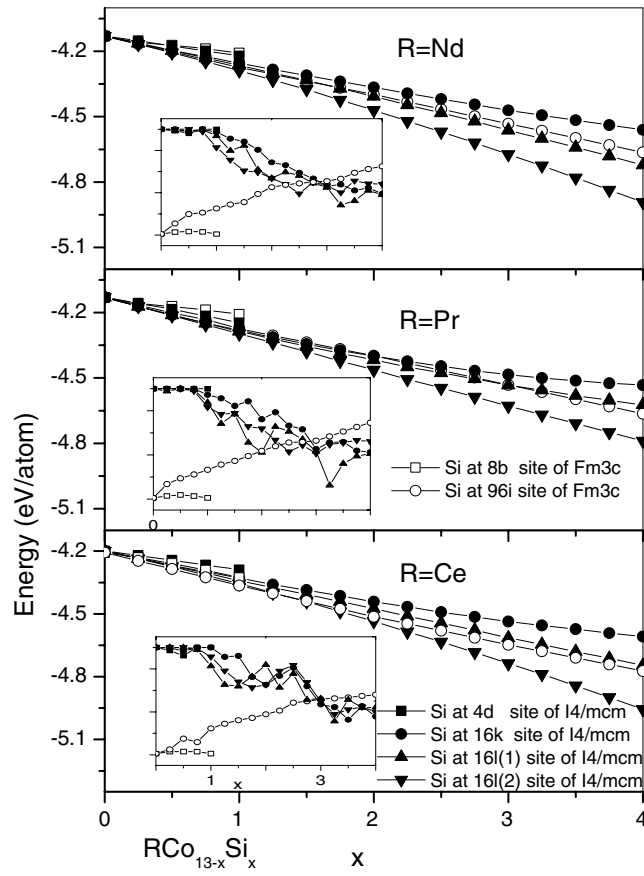 R=Nd
-4.2
-4.5
-4.8
-5.1
R=Pr
-4.2
-4.5
-4.8
-5.1
0
Si at 8b site of Fm3c
Si at 96i site of Fm3c
Energy (eV/atom)
R=Ce
-4.2
-4.5
-4.8
-5.1
1 3
x
Si at 4d site of I4/mcm
Si at 16k site of I4/mcm
Si at 16l(1) site of I4/mcm
Si at 16l(2) site of I4/mcm
0 1 2 3 4
RCo13-xSix x